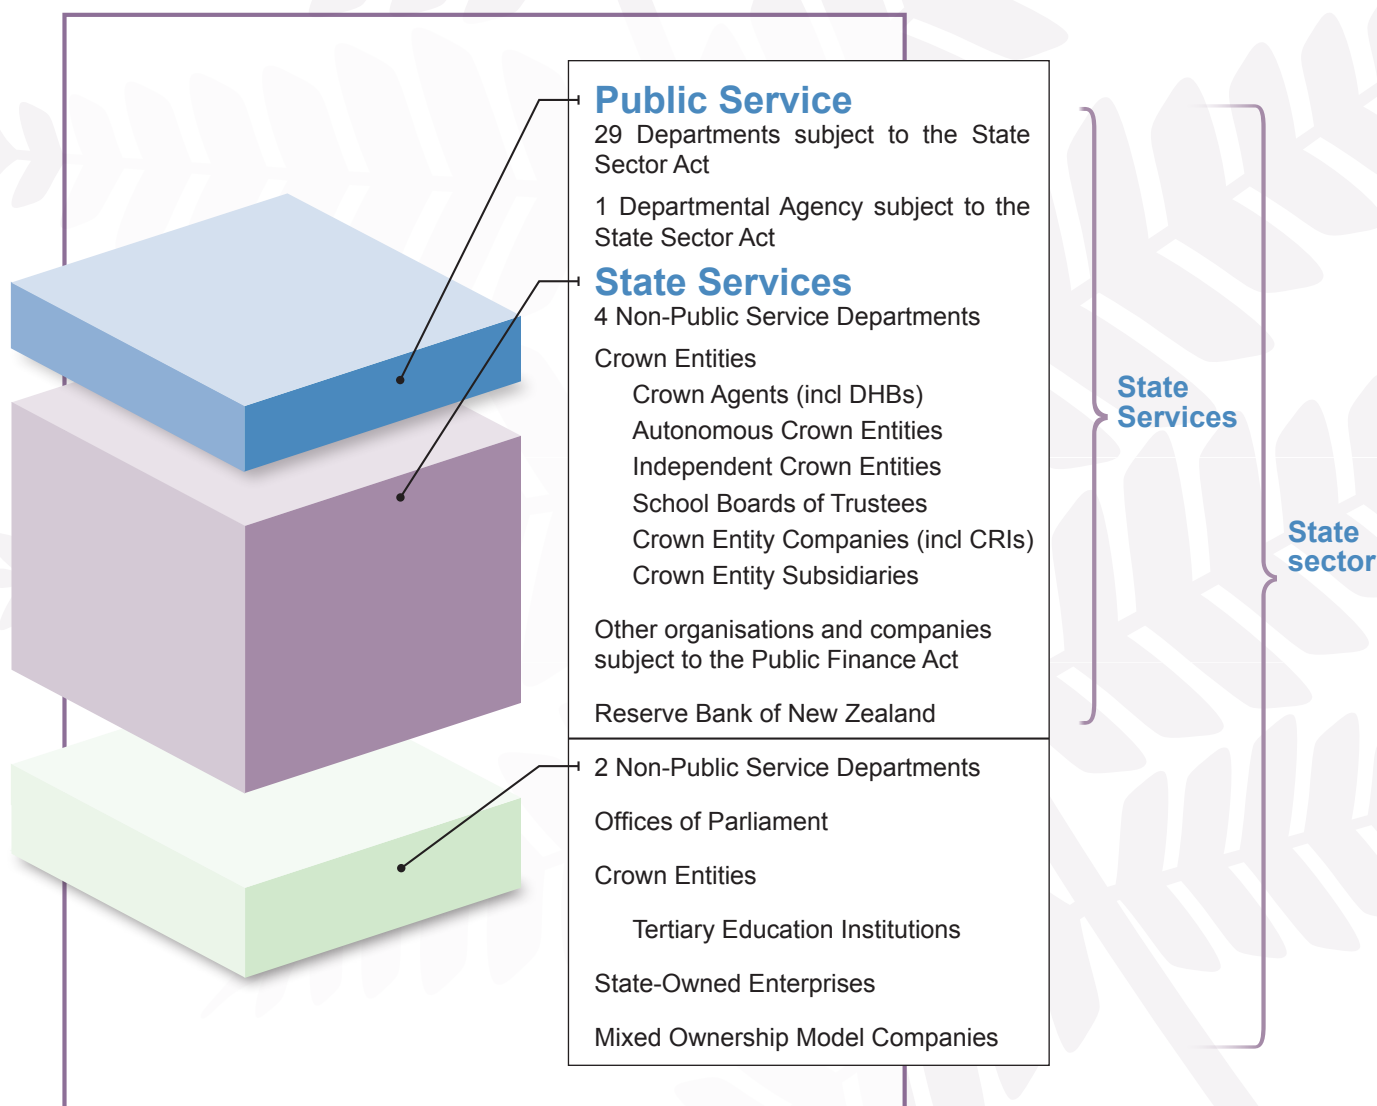 Public Service
29 Departments subject to the State
Sector Act
1 Departmental Agency subject to the
State Sector Act
State Services
4 Non-Public Service Departments
Crown Entities
Crown Agents (incl DHBs)
Autonomous Crown Entities
Independent Crown Entities
School Boards of Trustees
Crown Entity Companies (incl CRIs)
Crown Entity Subsidiaries
Other organisations and companies
subject to the Public Finance Act
Reserve Bank of New Zealand
2 Non-Public Service Departments
Offices of Parliament
Crown Entities
Tertiary Education Institutions
State-Owned Enterprises
Mixed Ownership Model Companies
State
Services
State
sector